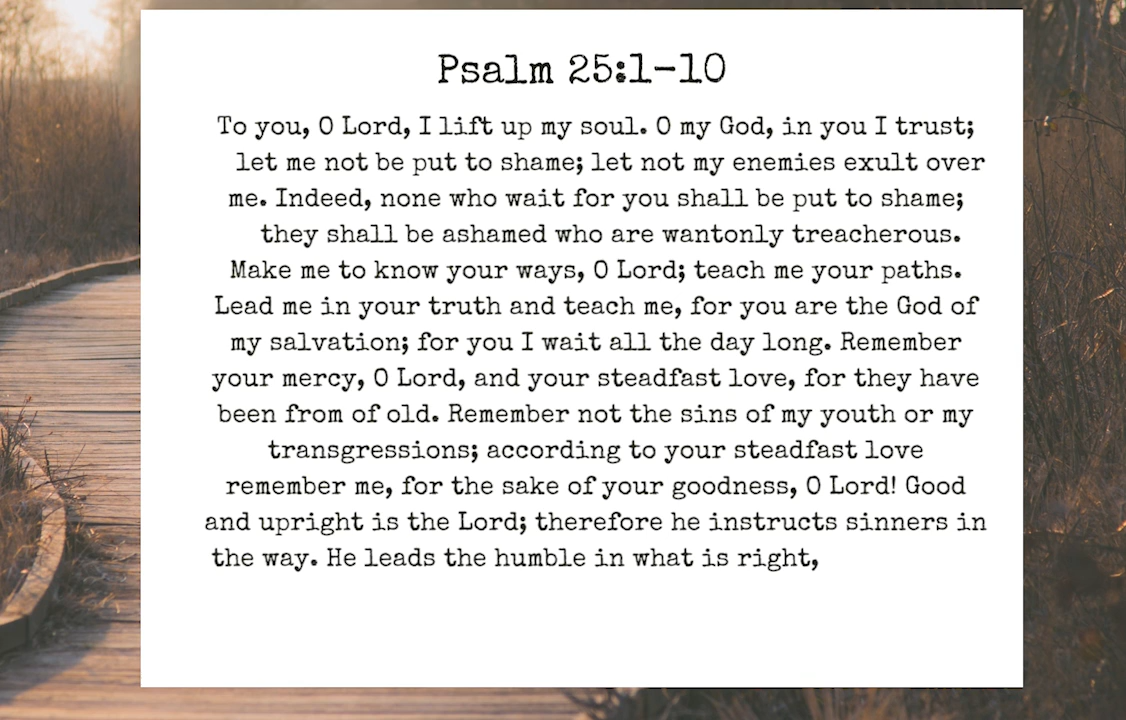 Psalm 25:1-10
To you, O Lord, I lift up my soul. O my God, in you I trust;
let me not be put to shame; let not my enemies exult over
me. Indeed, none who wait for you shall be put to shame;
they shall be ashamed who are wantonly treacherous.
Make me to know your ways, O Lord; teach me your paths.
Lead me in your truth and teach me, for you are the God of
my salvation; for you I wait all the day long. Remember
your mercy, O Lord, and your steadfast love, for they have
been from of old. Remember not the sins of my youth or my
transgressions; according to your steadfast love
remember me, for the sake of your goodness, O Lord! Good
and upright is the Lord; therefore he instructs sinners in
the way. He leads the humble in what is right,